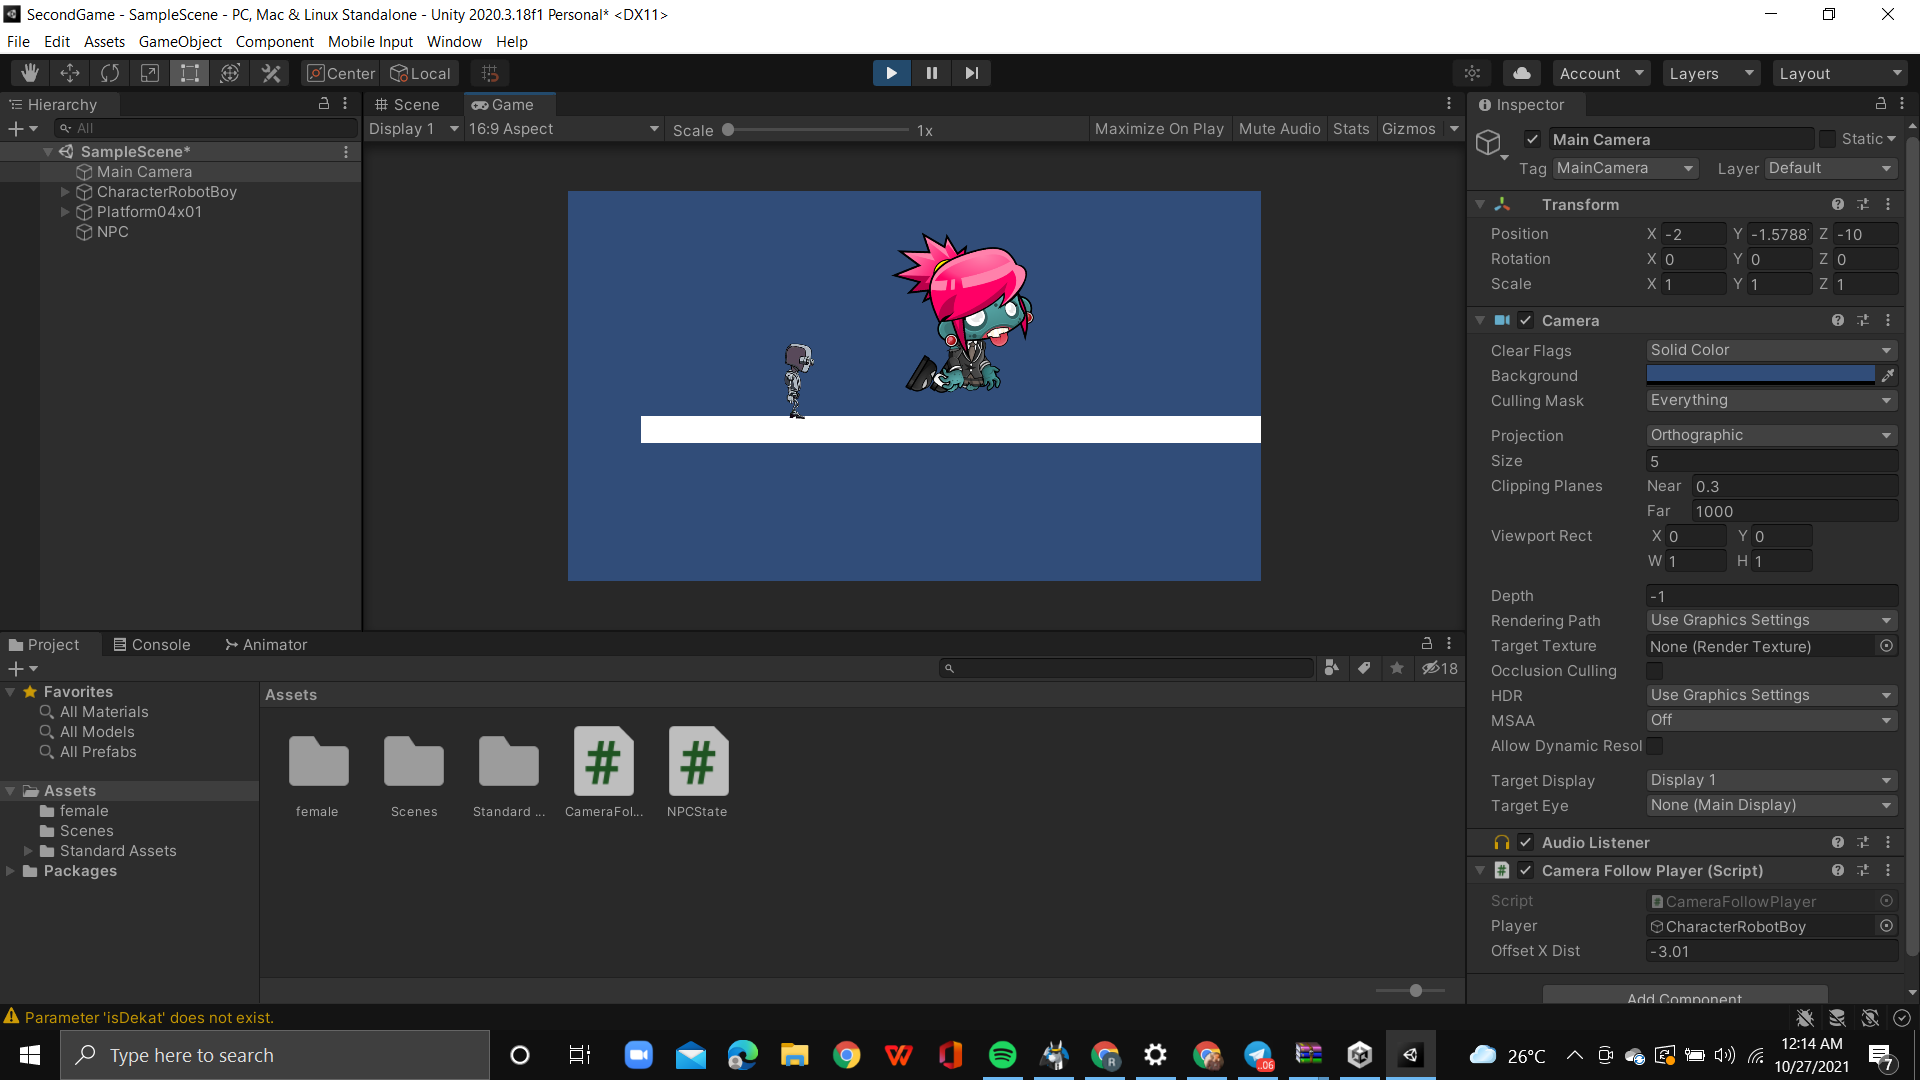 SecondGame - SampleScene - PC, Mac & Linux Standalone - Unity 2020.3.18f1 Personal* <DX11>
File Edit Assets GameObject Component Mobile Input Window Help
Center Local Account Layers Layout
Hierarchy
All
SampleScene*
Main Camera
CharacterRobotBoy
Platform04x01
NPC
Scene Game
Display 1 16:9 Aspect Scale 1x Maximize On Play Mute Audio Stats Gizmos
Inspector
Main Camera Static
Tag MainCamera Layer Default
Transform
Position X -2 Y -1.5788 Z -10
Rotation X 0 Y 0 Z 0
Scale X 1 Y 1 Z 1
Camera
Clear Flags Solid Color
Background
Culling Mask Everything
Projection Orthographic
Size 5
Clipping Planes Near 0.3
Far 1000
Viewport Rect X 0 Y 0
W 1 H 1
Depth -1
Rendering Path Use Graphics Settings
Target Texture None (Render Texture)
Occlusion Culling
HDR Use Graphics Settings
MSAA Off
Allow Dynamic Resol
Target Display Display 1
Target Eye None (Main Display)
Audio Listener
Camera Follow Player (Script)
Script CameraFollowPlayer
Player CharacterRobotBoy
Offset X Dist -3.01
Add Component
Project Console Animator
18
Favorites
All Materials
All Models
All Prefabs
Assets
female
Scenes
Standard Assets
Packages
Assets
female Scenes Standard ... CameraFol... NPCState
Parameter 'isDekat' does not exist.
Type here to search
26°C
12:14 AM
10/27/2021
7